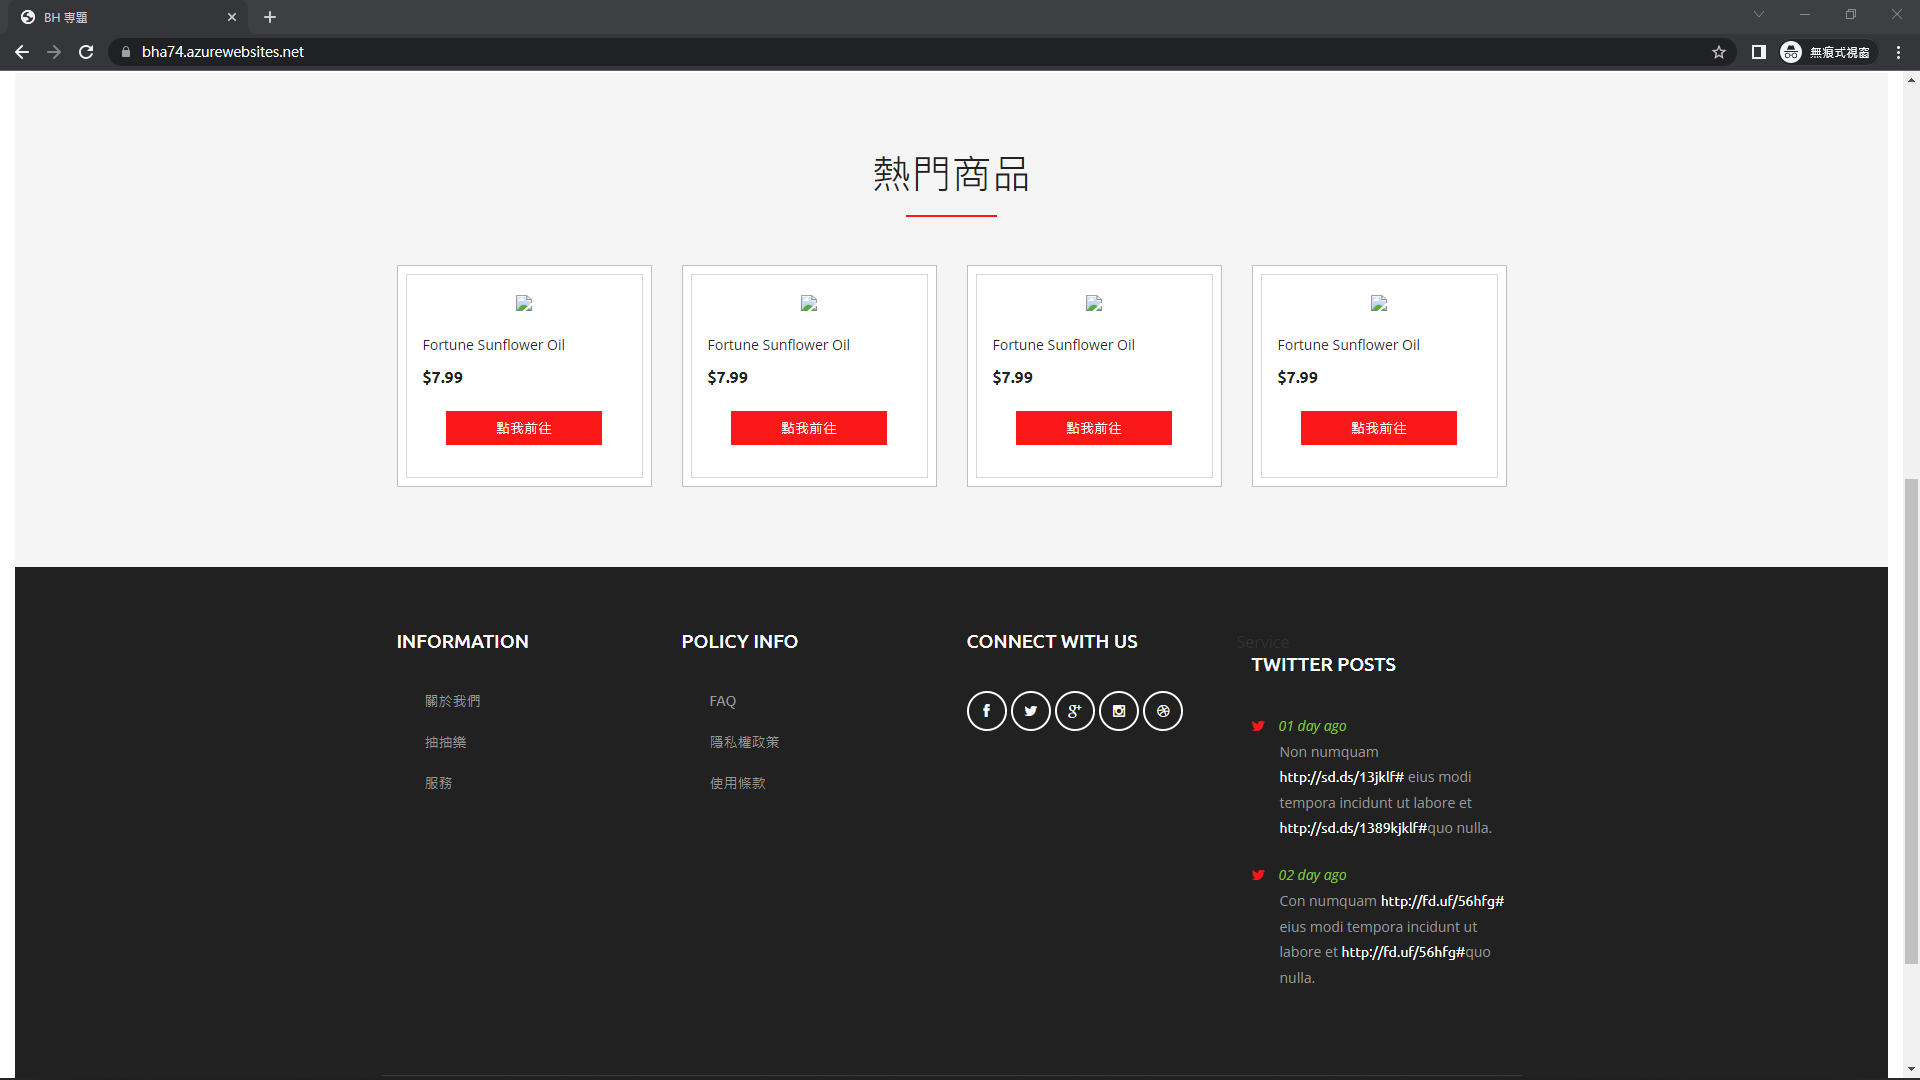 BH 專題
bha74.azurewebsites.net
無痕式視窗
熱門商品
Fortune Sunflower Oil
$7.99
點我前往
Fortune Sunflower Oil
$7.99
點我前往
Fortune Sunflower Oil
$7.99
點我前往
Fortune Sunflower Oil
$7.99
點我前往
INFORMATION
關於我們
抽抽樂
服務
POLICY INFO
FAQ
隱私權政策
使用條款
CONNECT WITH US
Service
TWITTER POSTS
01 day ago
Non numquam
http://sd.ds/13jklf# eius modi
tempora incidunt ut labore et
http://sd.ds/1389kjklf#quo nulla.
02 day ago
Con numquam http://fd.uf/56hfg#
eius modi tempora incidunt ut
labore et http://fd.uf/56hfg#quo
nulla.